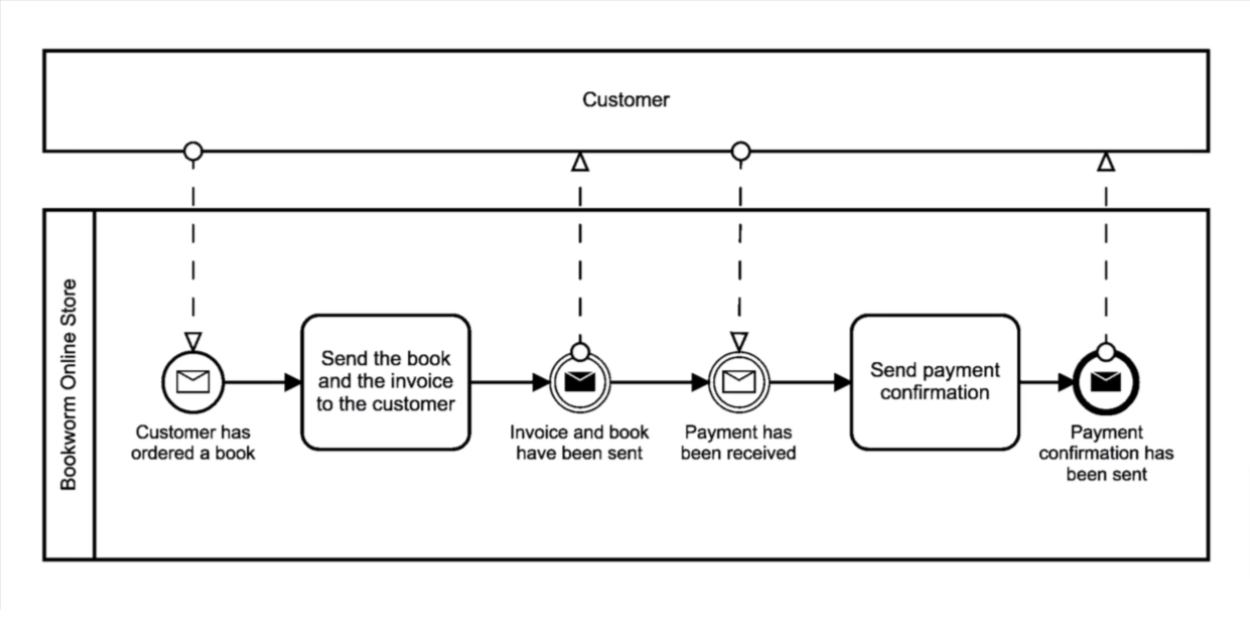 Customer
Bookworm Online Store
Send the book
and the invoice
to the customer
Send payment
confirmation
Customer has
ordered a book
Invoice and book
have been sent
Payment has
been received
Payment
confirmation has
been sent